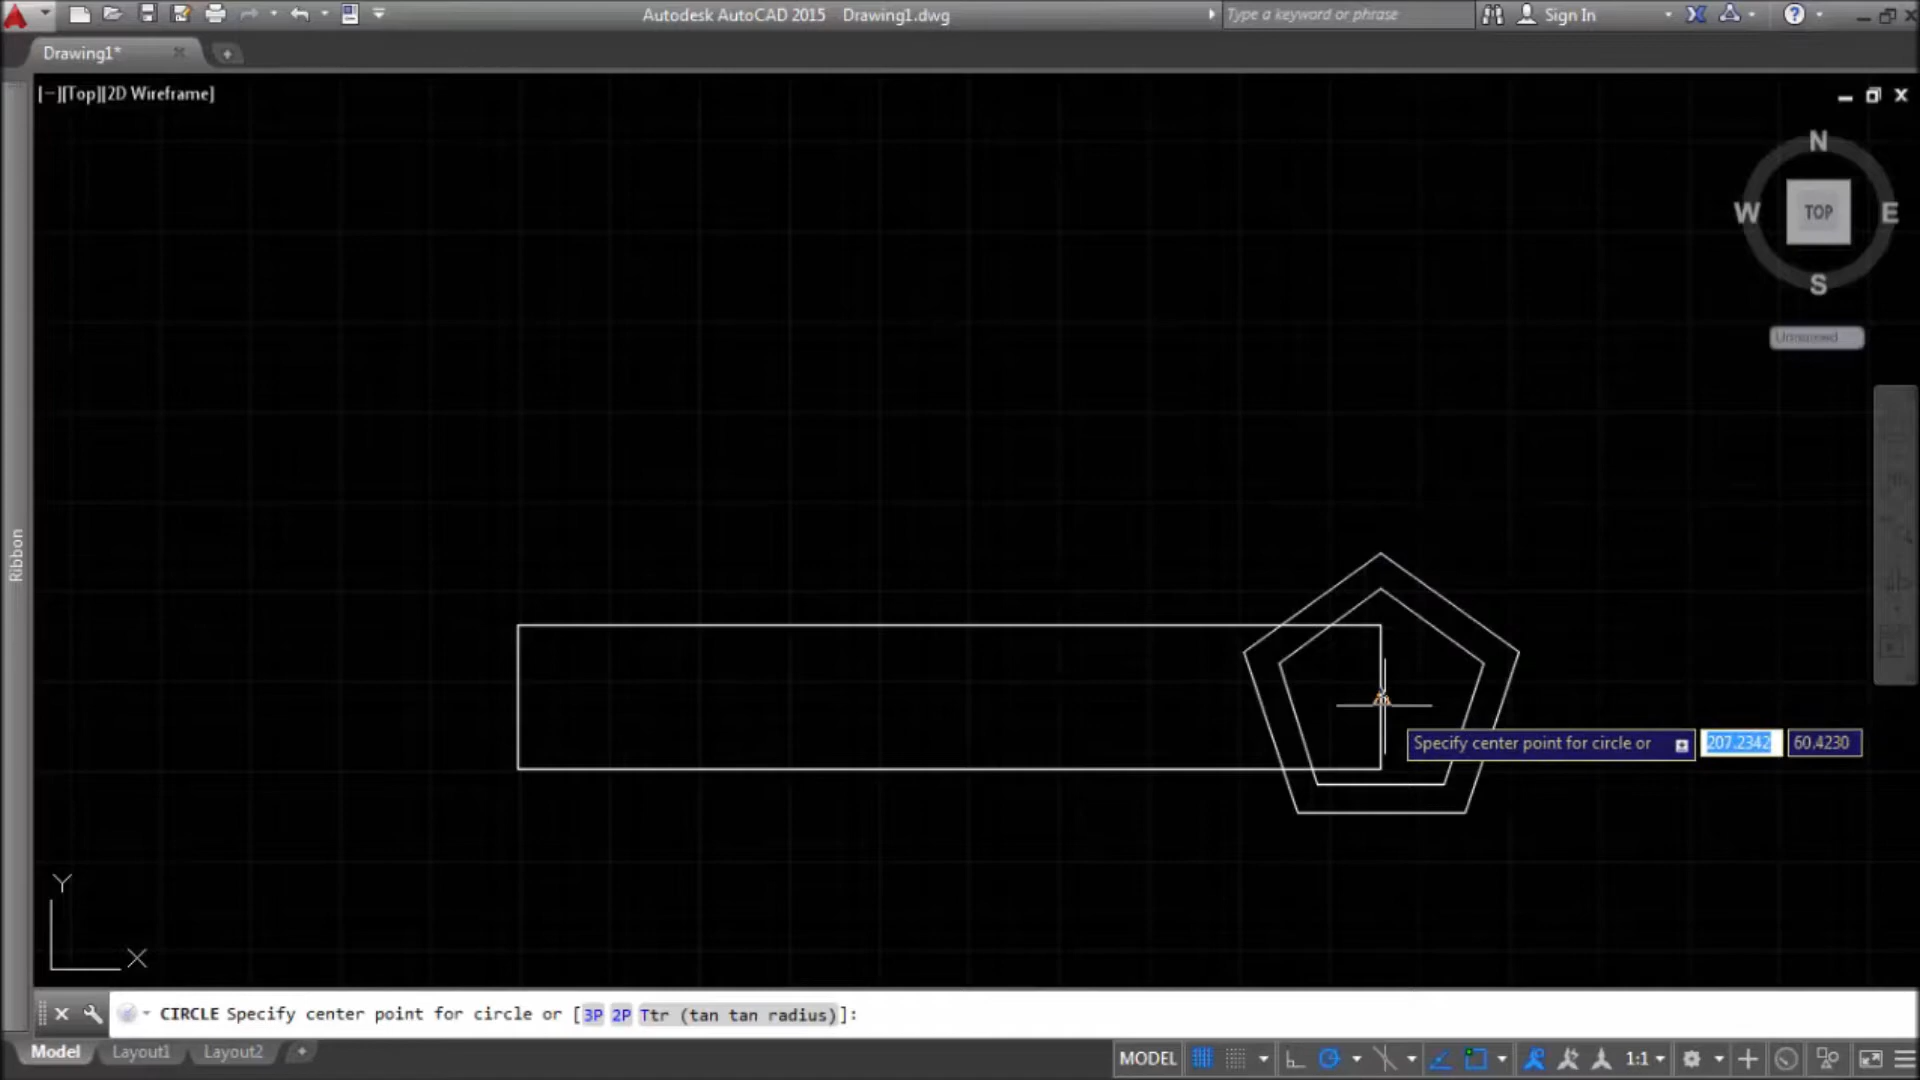 Autodesk AutoCAD 2015 Drawing1.dwg
Type a keyword or phrase
Sign In
Drawing1*
[−][Top][2D Wireframe]
N
W TOP E
S
Unnamed
Ribbon
Specify center point for circle or 207.2342 60.4230
Y
X
CIRCLE Specify center point for circle or [3P 2P Ttr (tan tan radius)]:
Model Layout1 Layout2 +
MODEL 1:1